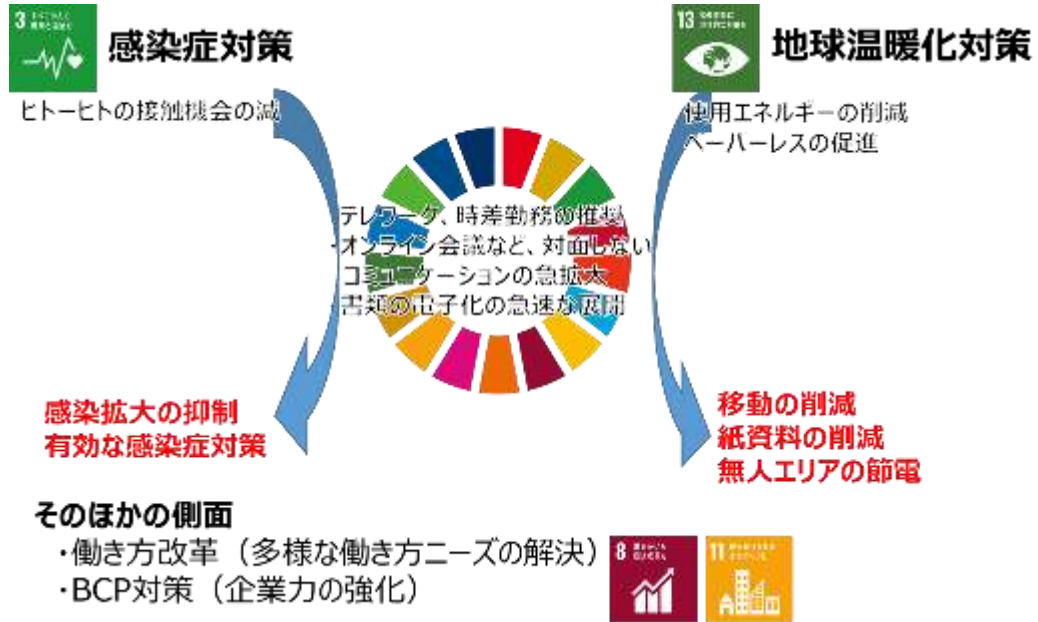 3
感染症対策
ヒトーヒトの接触機会の減
13
地球温暖化対策
使用エネルギーの削減
ペーパーレスの促進
テレワーク、時差勤務の推奨
オンライン会議など、対面しない
コミュニケーションの急拡大
書類の電子化の急速な展開
感染拡大の抑制
有効な感染症対策
移動の削減
紙資料の削減
無人エリアの節電
そのほかの側面
・働き方改革（多様な働き方ニーズの解決）
・BCP対策（企業力の強化）
8
11